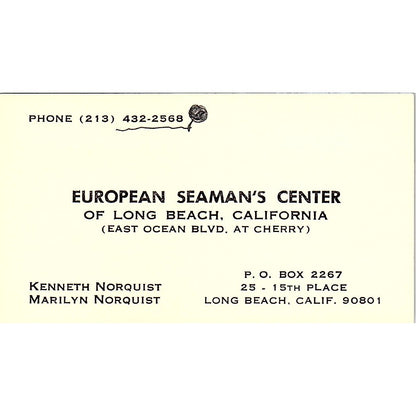 PHONE (213) 432-2568
EUROPEAN SEAMAN'S CENTER
OF LONG BEACH, CALIFORNIA
(EAST OCEAN BLVD. AT CHERRY)
KENNETH NORQUIST
MARILYN NORQUIST
P. O. BOX 2267
25 - 15TH PLACE
LONG BEACH, CALIF. 90801